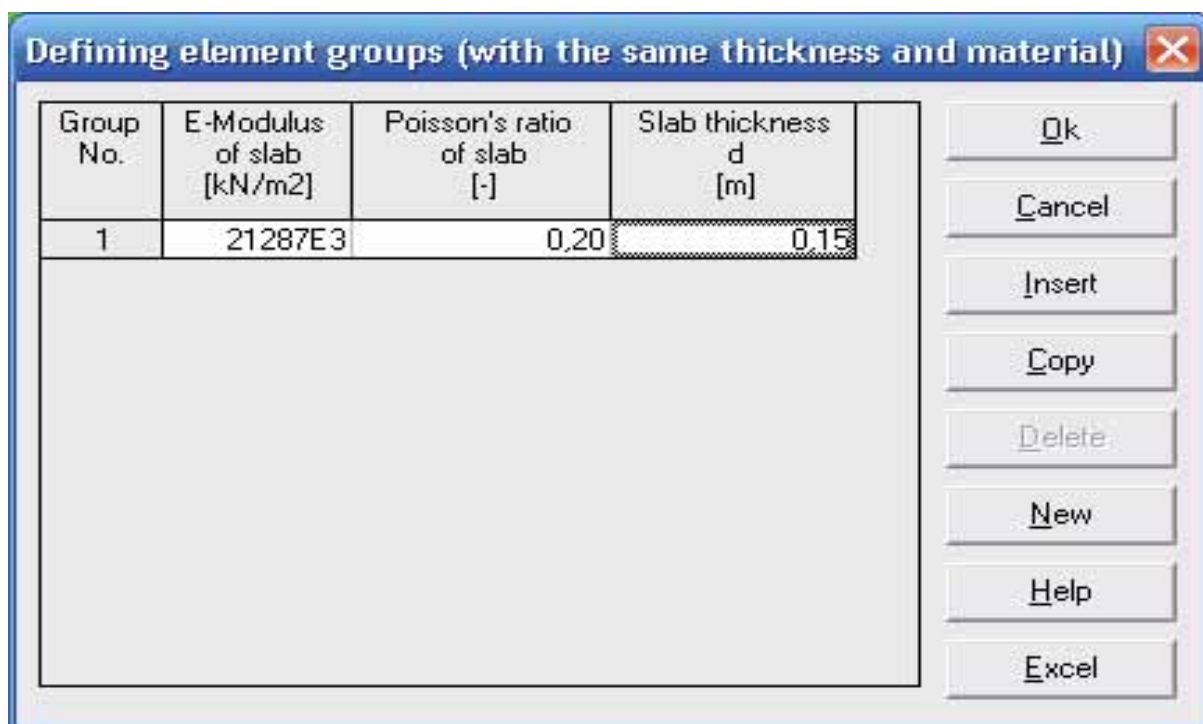 Defining element groups (with the same thickness and material)
Group No. E-Modulus of slab [kN/m2] Poisson's ratio of slab [-] Slab thickness d [m]
1 21287E3 0,20 0,15
Ok
Cancel
Insert
Copy
Delete
New
Help
Excel